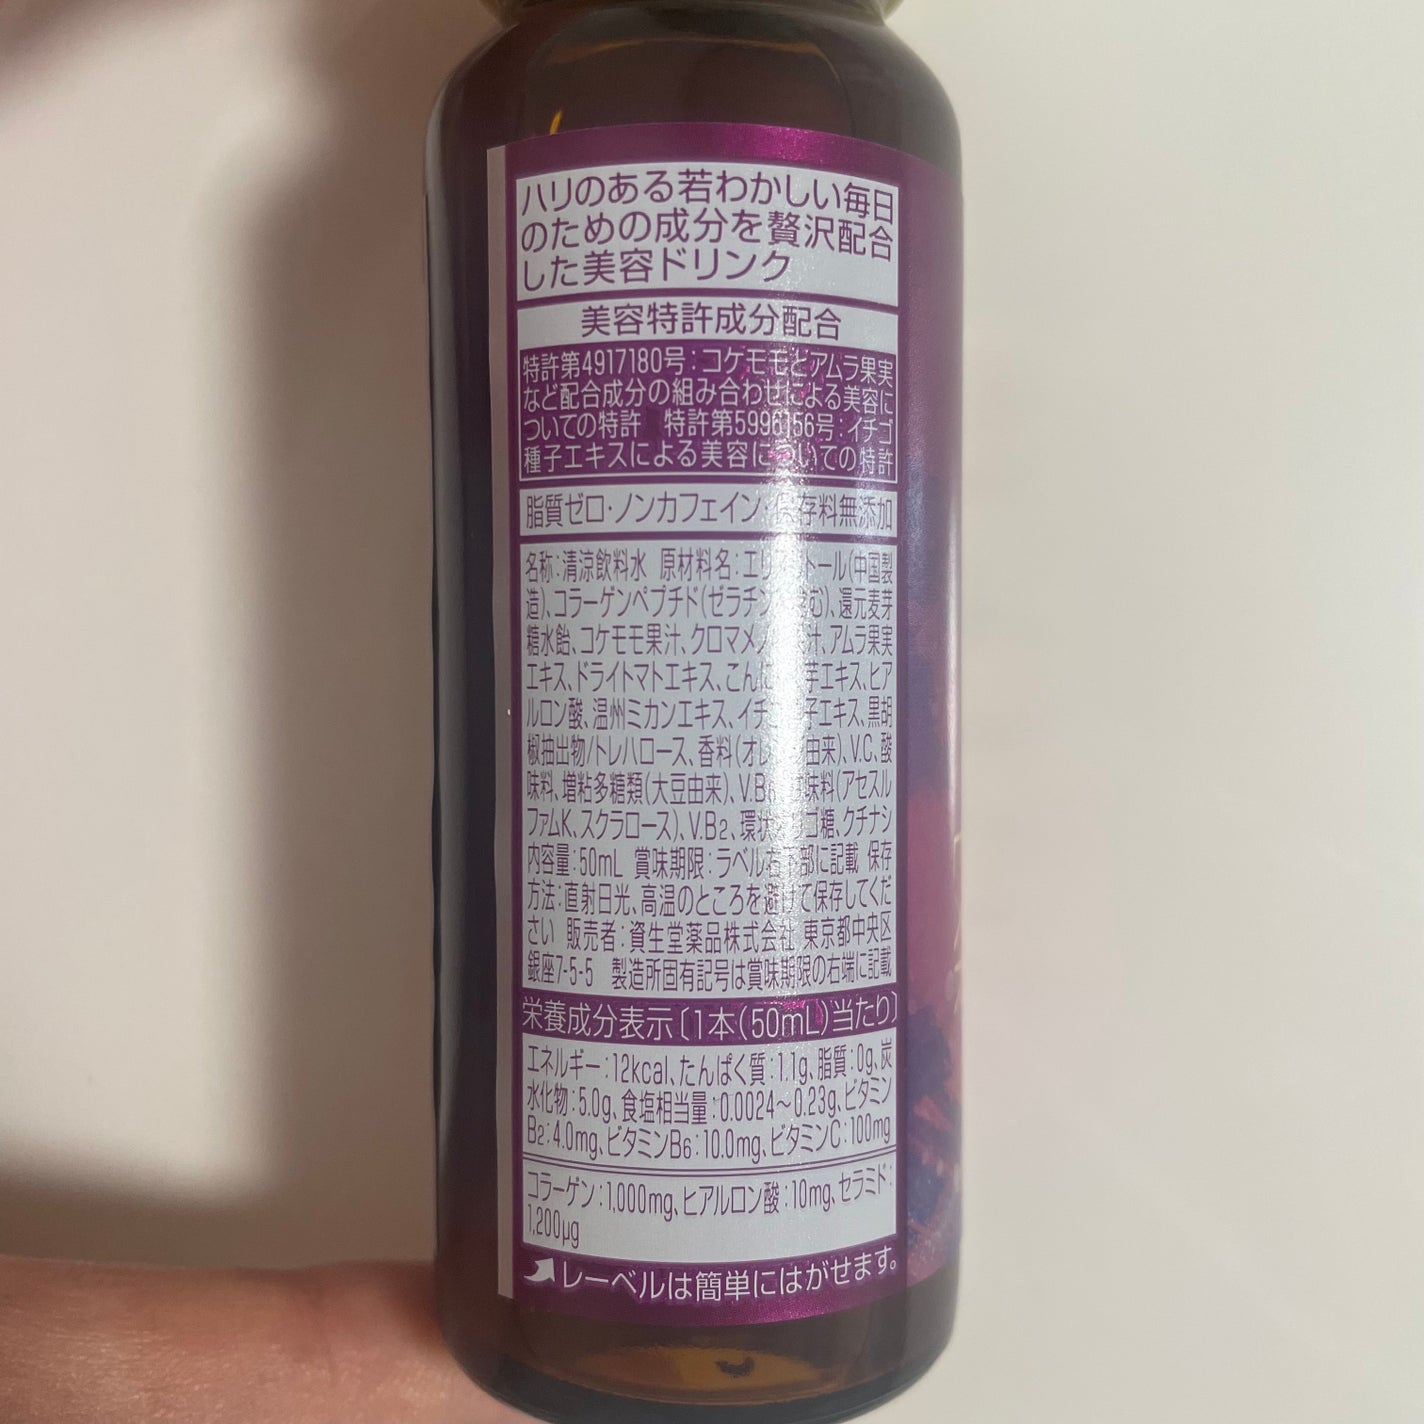 ハリのある若わかしい毎日
のための成分を贅沢配合
した美容ドリンク
美容特許成分配合
特許第4917180号:コケモモとアムラ果実
など配合成分の組み合わせによる美容に
ついての特許 特許第5996156号:イチゴ
種子エキスによる美容についての特許
脂質ゼロ・ノンカフェイン 保存料無添加
名称:清涼飲料水 原材料名:エリ トール(中国製
造)、コラーゲンペプチド(ゼラチン 含む)、還元麦芽
糖水飴、コケモモ果汁、クロマメ 汁、アムラ果実
エキス、ドライトマトエキス、こん 芋エキス、ヒア
ルロン酸、温州ミカンエキス、イチ 子エキス、黒胡
椒抽出物/トレハロース、香料(オレ 由来)、V.C、酸
味料、増粘多糖類(大豆由来)、V.B6 味料(アセスル
ファムK、スクラロース)、V.B2、環状 ゴ糖、クチナシ
内容量:50mL 賞味期限:ラベル右下部に記載 保存
方法:直射日光、高温のところを避けて保存してくだ
さい 販売者:資生堂薬品株式会社 東京都中央区
銀座7-5-5 製造所固有記号は賞味期限の右端に記載
栄養成分表示〔1本(50mL)当たり〕
エネルギー:12kcal、たんぱく質:1.1g、脂質:0g、炭
水化物:5.0g、食塩相当量:0.0024～0.23g、ビタミン
B2:4.0mg、ビタミンB6:10.0mg、ビタミンC:100mg
コラーゲン:1,000mg、ヒアルロン酸:10mg、セラミド:
1,200μg
レーベルは簡単にはがせます。